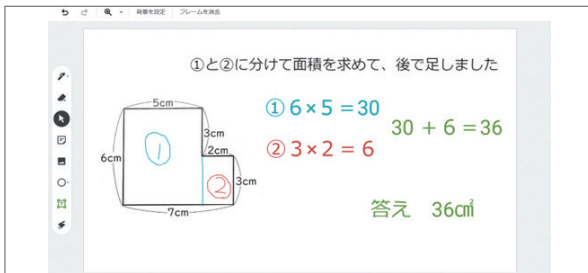 背景を設定 フレームを消去
①と②に分けて面積を求めて、後で足しました
5cm
① 6×5=30
3cm
30+6=36
2cm
② 3×2=6
6cm
①
②
3cm
7cm
答え 36cm²